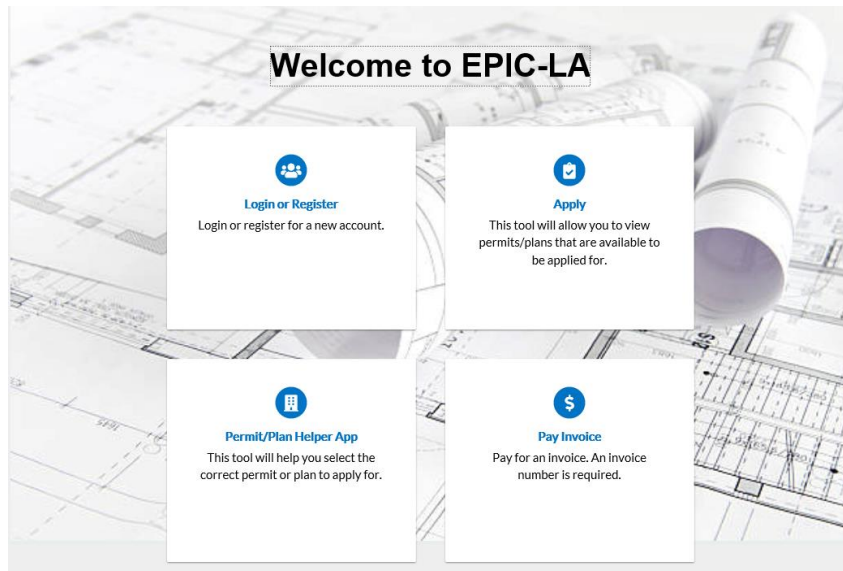 Welcome to EPIC-LA
Login or Register
Login or register for a new account.
Apply
This tool will allow you to view
permits/plans that are available to
be applied for.
Permit/Plan Helper App
This tool will help you select the
correct permit or plan to apply for.
Pay Invoice
Pay for an invoice. An invoice
number is required.